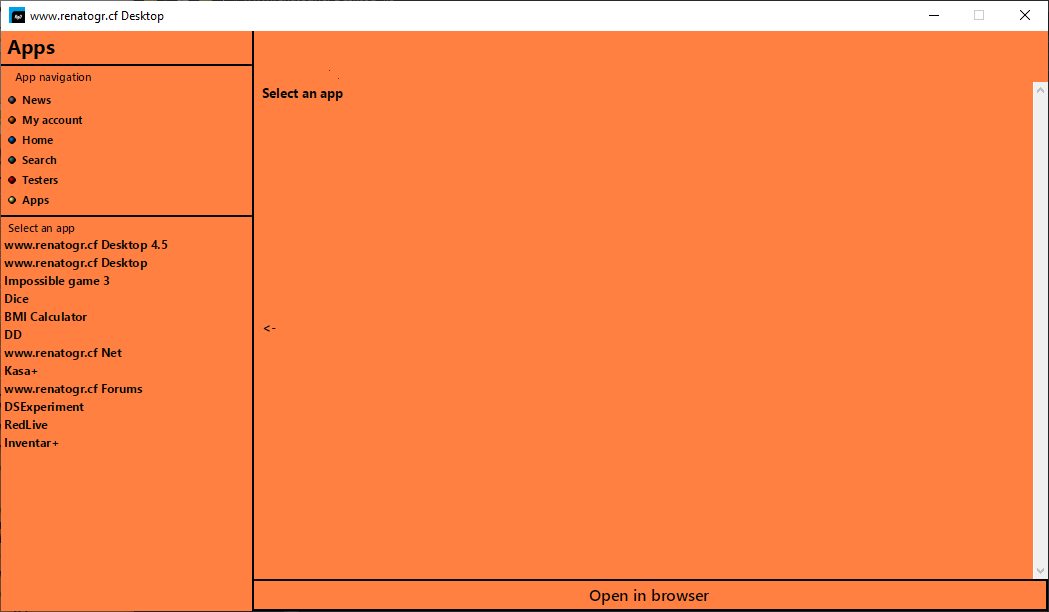 www.renatogr.cf Desktop
Apps
App navigation
News
My account
Home
Search
Testers
Apps
Select an app
www.renatogr.cf Desktop 4.5
www.renatogr.cf Desktop
Impossible game 3
Dice
BMI Calculator
DD
www.renatogr.cf Net
Kasa+
www.renatogr.cf Forums
DSExperiment
RedLive
Inventar+
Select an app
<-
Open in browser